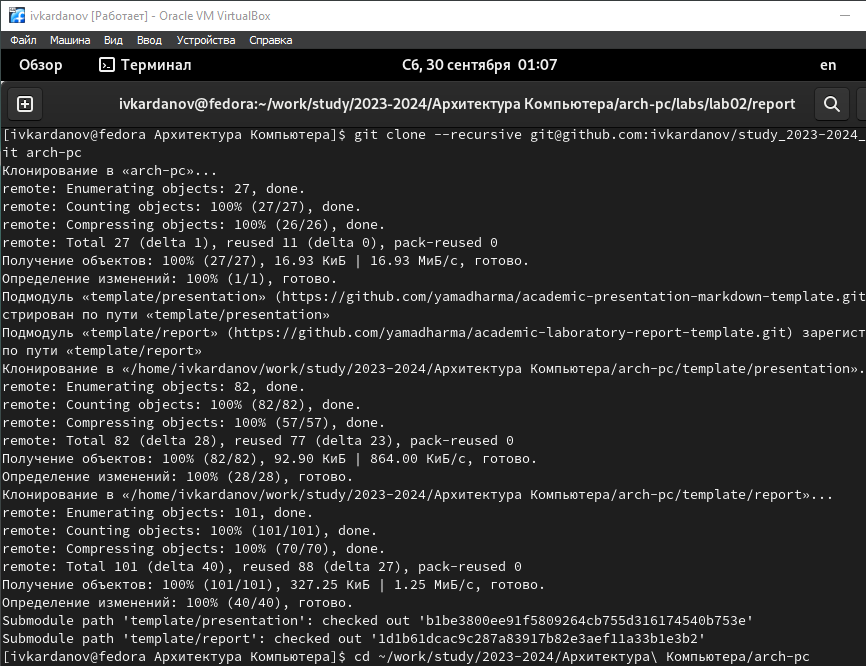 ivkardanov [Работает] - Oracle VM VirtualBox
Файл Машина Вид Ввод Устройства Справка
Обзор Терминал Сб, 30 сентября 01:07 en
ivkardanov@fedora:~/work/study/2023-2024/Архитектура Компьютера/arch-pc/labs/lab02/report
[ivkardanov@fedora Архитектура Компьютера]$ git clone --recursive git@github.com:ivkardanov/study_2023-2024_
it arch-pc
Клонирование в «arch-pc»...
remote: Enumerating objects: 27, done.
remote: Counting objects: 100% (27/27), done.
remote: Compressing objects: 100% (26/26), done.
remote: Total 27 (delta 1), reused 11 (delta 0), pack-reused 0
Получение объектов: 100% (27/27), 16.93 КиБ | 16.93 МиБ/с, готово.
Определение изменений: 100% (1/1), готово.
Подмодуль «template/presentation» (https://github.com/yamadharma/academic-presentation-markdown-template.git
стрирован по пути «template/presentation»
Подмодуль «template/report» (https://github.com/yamadharma/academic-laboratory-report-template.git) зарегист
по пути «template/report»
Клонирование в «/home/ivkardanov/work/study/2023-2024/Архитектура Компьютера/arch-pc/template/presentation».
remote: Enumerating objects: 82, done.
remote: Counting objects: 100% (82/82), done.
remote: Compressing objects: 100% (57/57), done.
remote: Total 82 (delta 28), reused 77 (delta 23), pack-reused 0
Получение объектов: 100% (82/82), 92.90 КиБ | 864.00 КиБ/с, готово.
Определение изменений: 100% (28/28), готово.
Клонирование в «/home/ivkardanov/work/study/2023-2024/Архитектура Компьютера/arch-pc/template/report»...
remote: Enumerating objects: 101, done.
remote: Counting objects: 100% (101/101), done.
remote: Compressing objects: 100% (70/70), done.
remote: Total 101 (delta 40), reused 88 (delta 27), pack-reused 0
Получение объектов: 100% (101/101), 327.25 КиБ | 1.25 МиБ/с, готово.
Определение изменений: 100% (40/40), готово.
Submodule path 'template/presentation': checked out 'b1be3800ee91f5809264cb755d316174540b753e'
Submodule path 'template/report': checked out '1d1b61dcac9c287a83917b82e3aef11a33b1e3b2'
[ivkardanov@fedora Архитектура Компьютера]$ cd ~/work/study/2023-2024/Архитектура\ Компьютера/arch-pc